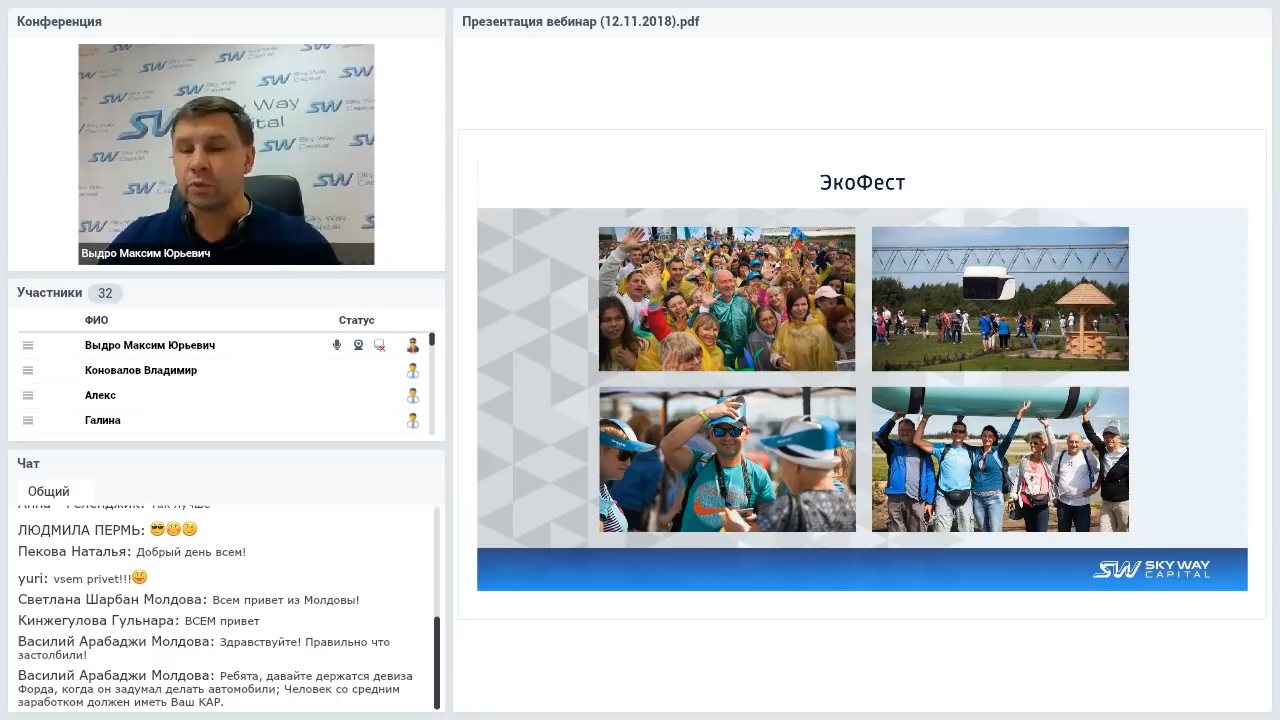 Конференция
Выдро Максим Юрьевич
Участники 32
ФИО Статус
Выдро Максим Юрьевич
Коновалов Владимир
Алекс
Галина
Чат
Общий
ЛЮДМИЛА ПЕРМЬ:
Пекова Наталья: Добрый день всем!
yuri: vsem privet!!!
Светлана Шарбан Молдова: Всем привет из Молдовы!
Кинжегулова Гульнара: ВСЕМ привет
Василий Арабаджи Молдова: Здравствуйте! Правильно что
застолбили!
Василий Арабаджи Молдова: Ребята, давайте держатся девиза
Форда, когда он задумал делать автомобили; Человек со средним
заработком должен иметь Ваш КАР.
Презентация вебинар (12.11.2018).pdf
ЭкоФест
SW SKY WAY
CAPITAL